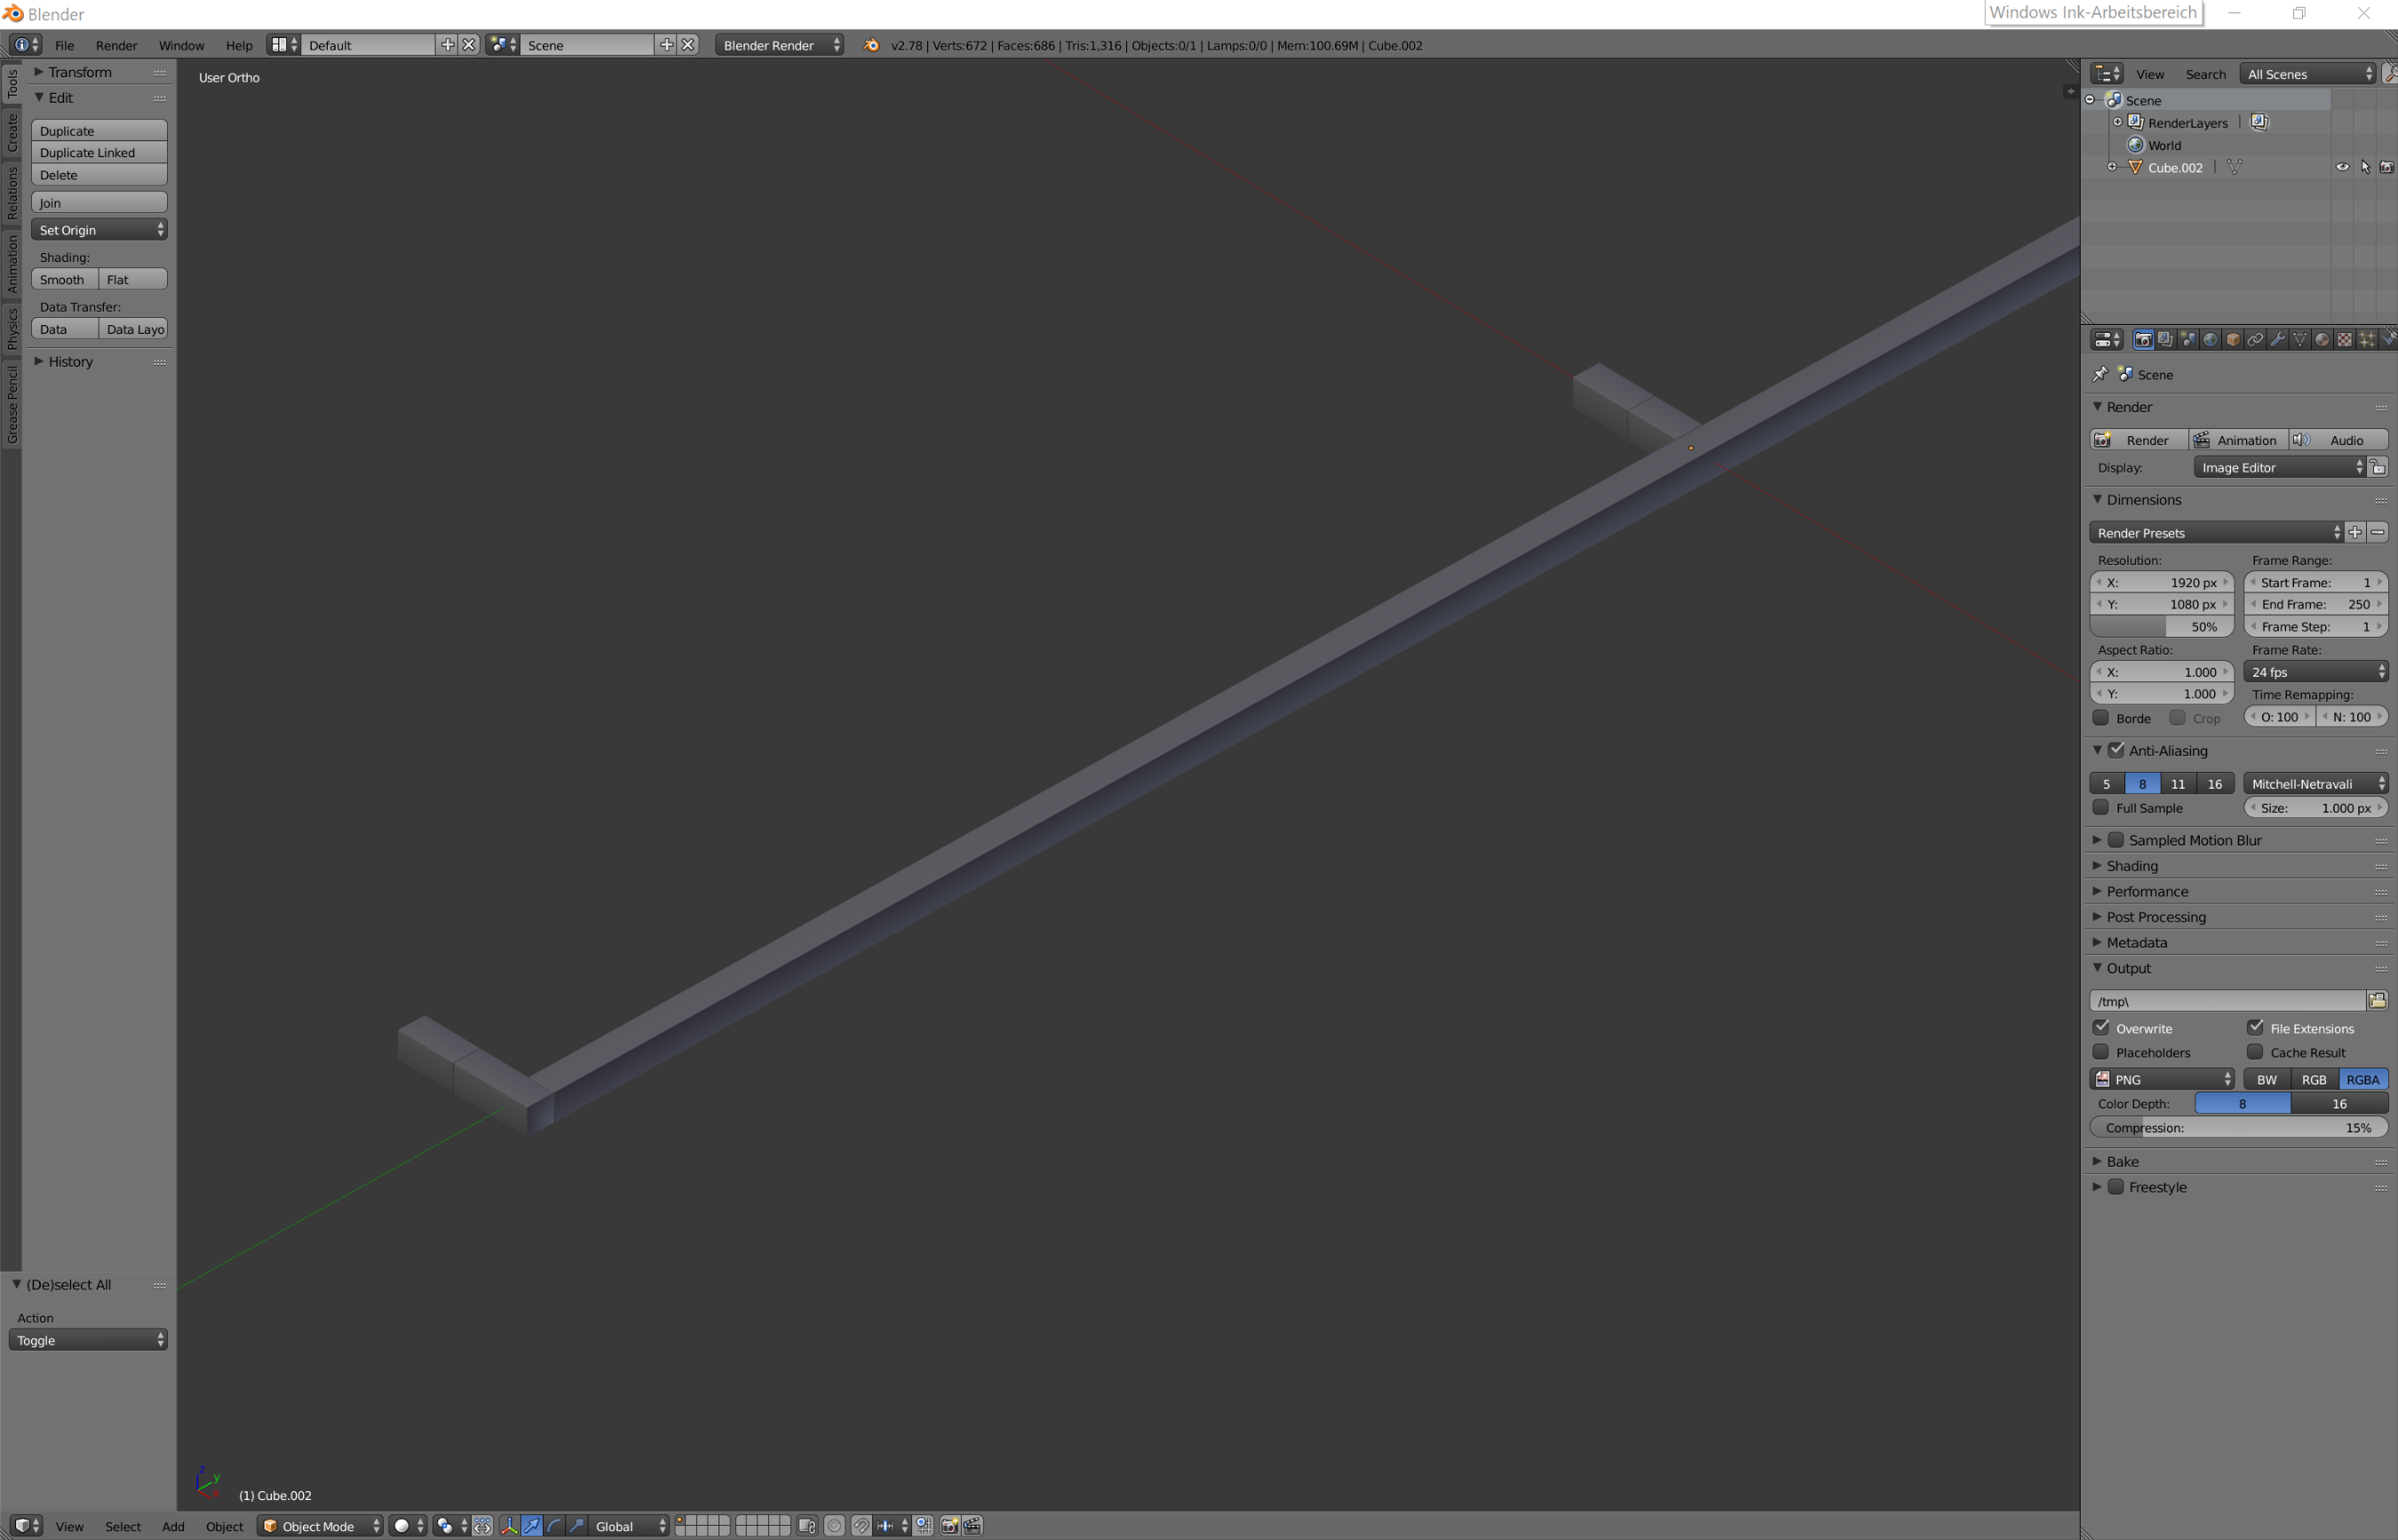 Blender
Windows Ink-Arbeitsbereich
File Render Window Help Default Scene Blender Render v2.78 | Verts:672 | Faces:686 | Tris:1,316 | Objects:0/1 | Lamps:0/0 | Mem:100.69M | Cube.002
Tools
Create
Relations
Animation
Physics
Grease Pencil
Transform
Edit
Duplicate
Duplicate Linked
Delete
Join
Set Origin
Shading:
Smooth Flat
Data Transfer:
Data Data Layo
History
(De)select All
Action
Toggle
User Ortho
z
y
x
(1) Cube.002
View Select Add Object Object Mode Global
View Search All Scenes
Scene
RenderLayers |
World
Cube.002 |
Scene
Render
Render Animation Audio
Display: Image Editor
Dimensions
Render Presets
Resolution: Frame Range:
X: 1920 px Start Frame: 1
Y: 1080 px End Frame: 250
50% Frame Step: 1
Aspect Ratio: Frame Rate:
X: 1.000 24 fps
Y: 1.000 Time Remapping:
Borde Crop O: 100 N: 100
Anti-Aliasing
5 8 11 16 Mitchell-Netravali
Full Sample Size: 1.000 px
Sampled Motion Blur
Shading
Performance
Post Processing
Metadata
Output
/tmp\
Overwrite File Extensions
Placeholders Cache Result
PNG BW RGB RGBA
Color Depth: 8 16
Compression: 15%
Bake
Freestyle